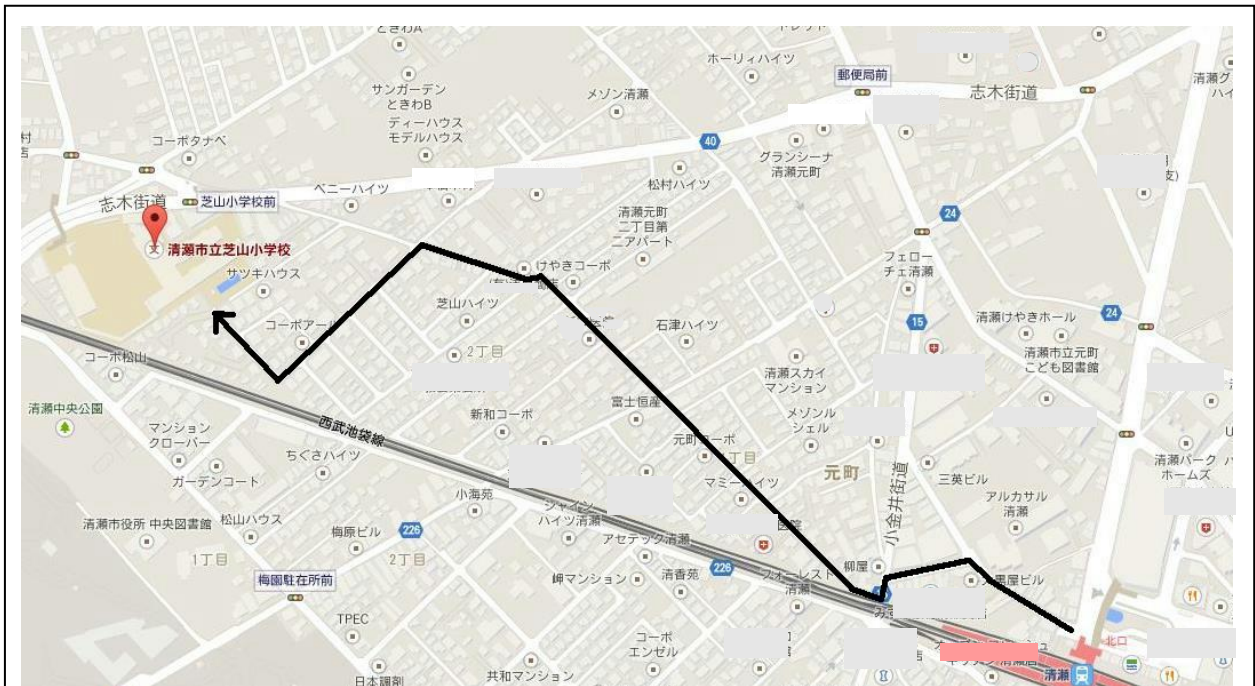 ときわA
サンガーデン
ときわB
ディーハウス
モデルハウス
コーポタナベ
メゾン清瀬
ホーリィハイツ
郵便局前
志木街道
40
グランシーナ
清瀬元町
松村ハイツ
ベニーハイツ
志木街道
芝山小学校前
清瀬市立芝山小学校
サツキハウス
清瀬元町
二丁目第
二アパート
けやきコーポ
24
フェロー
チェ清瀬
芝山ハイツ
コーポアール
2丁目
石津ハイツ
15
24
清瀬けやきホール
清瀬市立元町
こども図書館
コーポ松山
清瀬スカイ
マンション
清瀬中央公園
富士恒産
新和コーポ
メゾンル
シェル
マンション
クローバー
西武池袋線
ちぐさハイツ
元町コーポ
1丁目
元町
マミーハイツ
小金井街道
三英ビル
アルカサル
清瀬
清瀬パーク
ホームズ
ガーデンコート
小海苑
シャイン
ハイツ清瀬
清瀬市役所 中央図書館
松山ハウス
梅原ビル
226
アセテック清瀬
医院
1丁目
2丁目
梅園駐在所前
岬マンション
清香苑
226
フォーレスト
清瀬
柳屋
大黒屋ビル
TPEC
コーポ
エンゼル
共和マンション
日本調剤
北口
清瀬